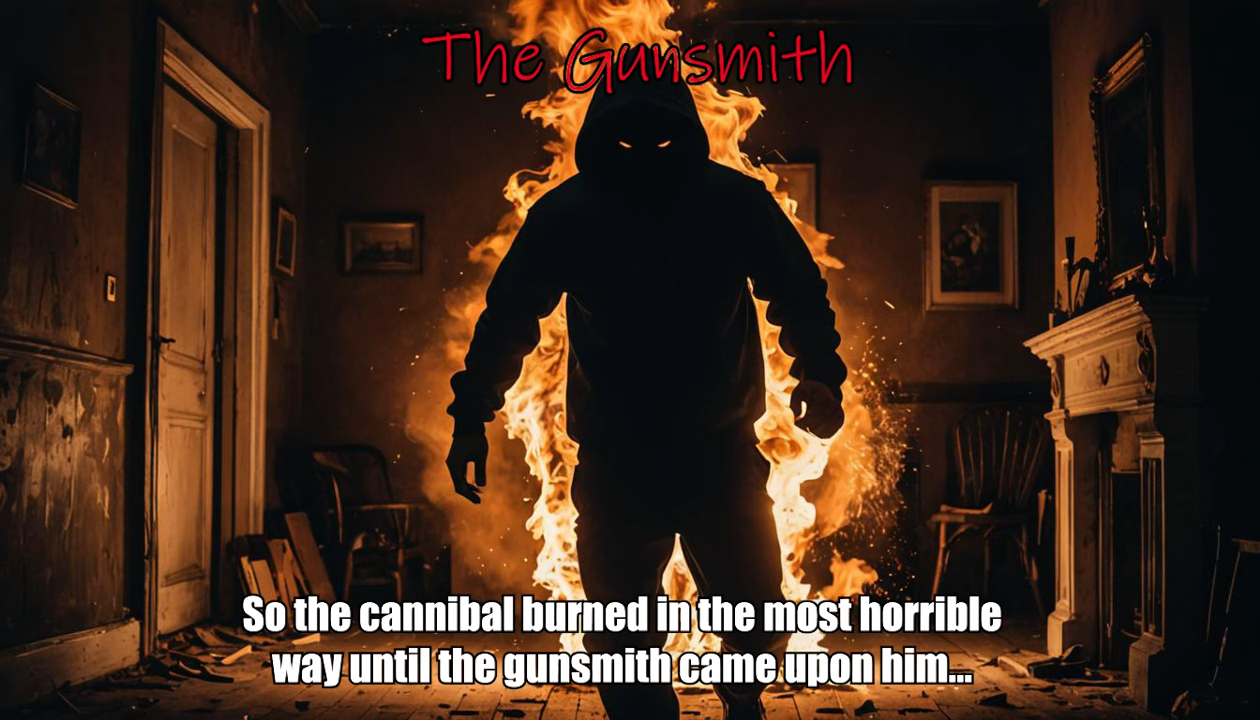 The Gunsmith
So the cannibal burned in the most horrible
way until the gunsmith came upon him...